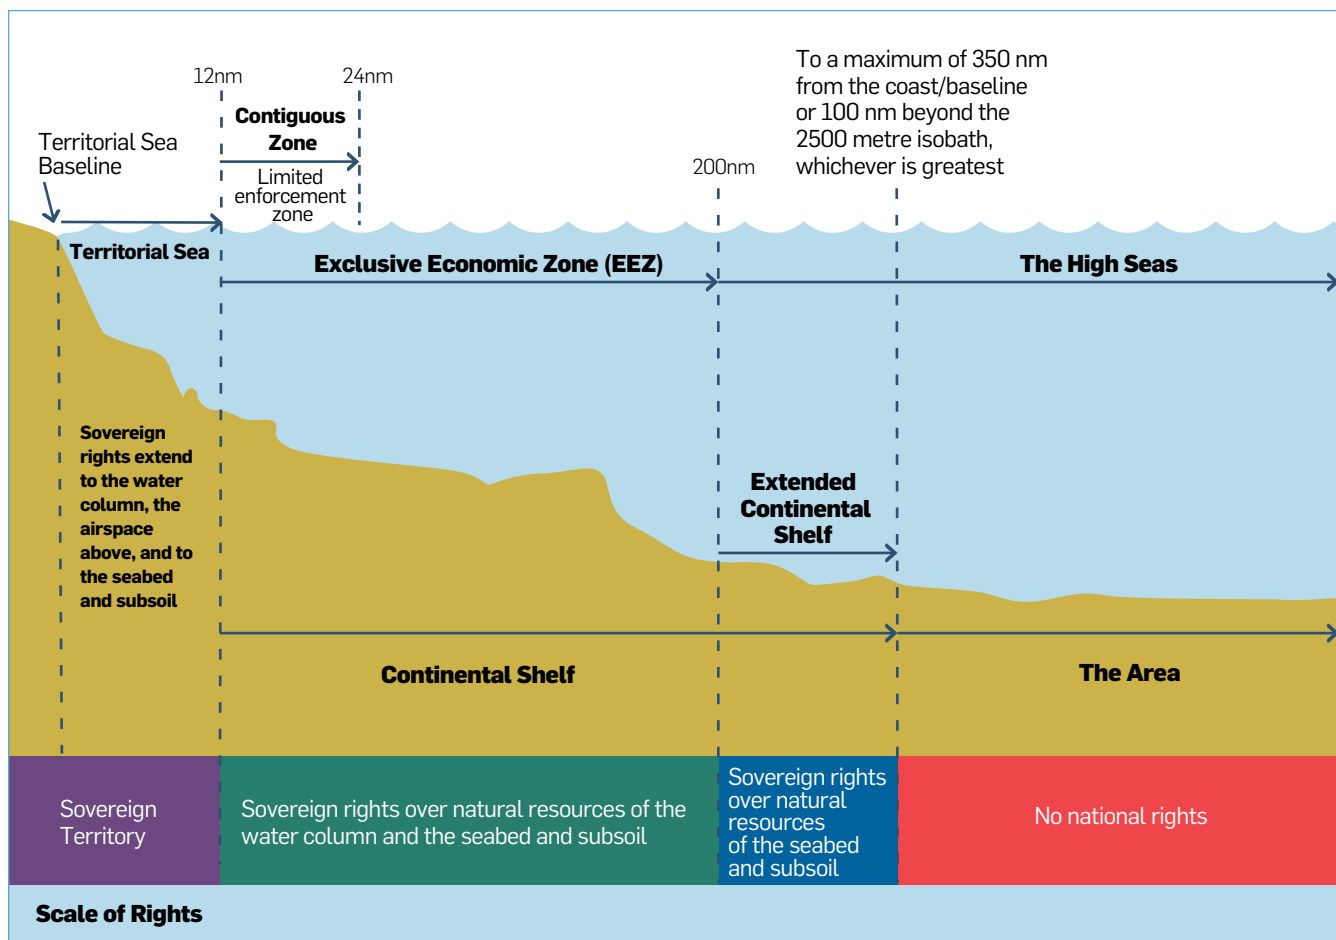 12nm
24nm
Contiguous
Zone
Limited
enforcement
zone
Territorial Sea
Baseline
200nm
To a maximum of 350 nm
from the coast/baseline
or 100 nm beyond the
2500 metre isobath,
whichever is greatest
Territorial Sea
Exclusive Economic Zone (EEZ)
The High Seas
Sovereign
rights extend
to the water
column, the
airspace
above, and to
the seabed
and subsoil
Extended
Continental
Shelf
Continental Shelf
The Area
Sovereign
Territory
Sovereign rights over natural resources of the
water column and the seabed and subsoil
Sovereign rights
over natural
resources
of the seabed
and subsoil
No national rights
Scale of Rights